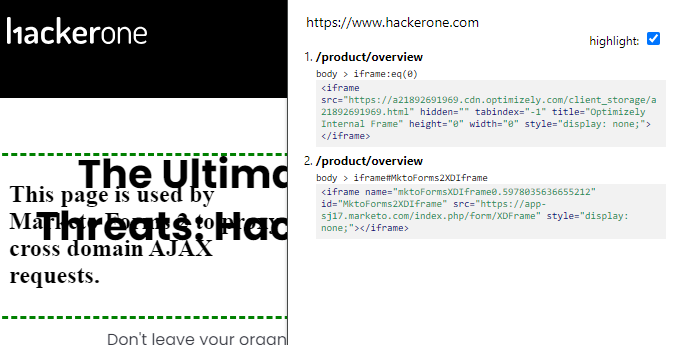 hackerone
The Ultima
Threats: Hac
This page is used by
Marketo Forms 2 to proxy
cross domain AJAX
requests.
Don't leave your organ
https://www.hackerone.com
highlight:
1. /product/overview
body > iframe:eq(0)
<iframe
src="https://a21892691969.cdn.optimizely.com/client_storage/a
21892691969.html" hidden="" tabindex="-1" title="Optimizely
Internal Frame" height="0" width="0" style="display: none;">
</iframe>
2. /product/overview
body > iframe#MktoForms2XDIframe
<iframe name="mktoFormsXDIframe0.5978035636655212"
id="MktoForms2XDIframe" src="https://app-
sj17.marketo.com/index.php/form/XDFrame" style="display:
none;"></iframe>